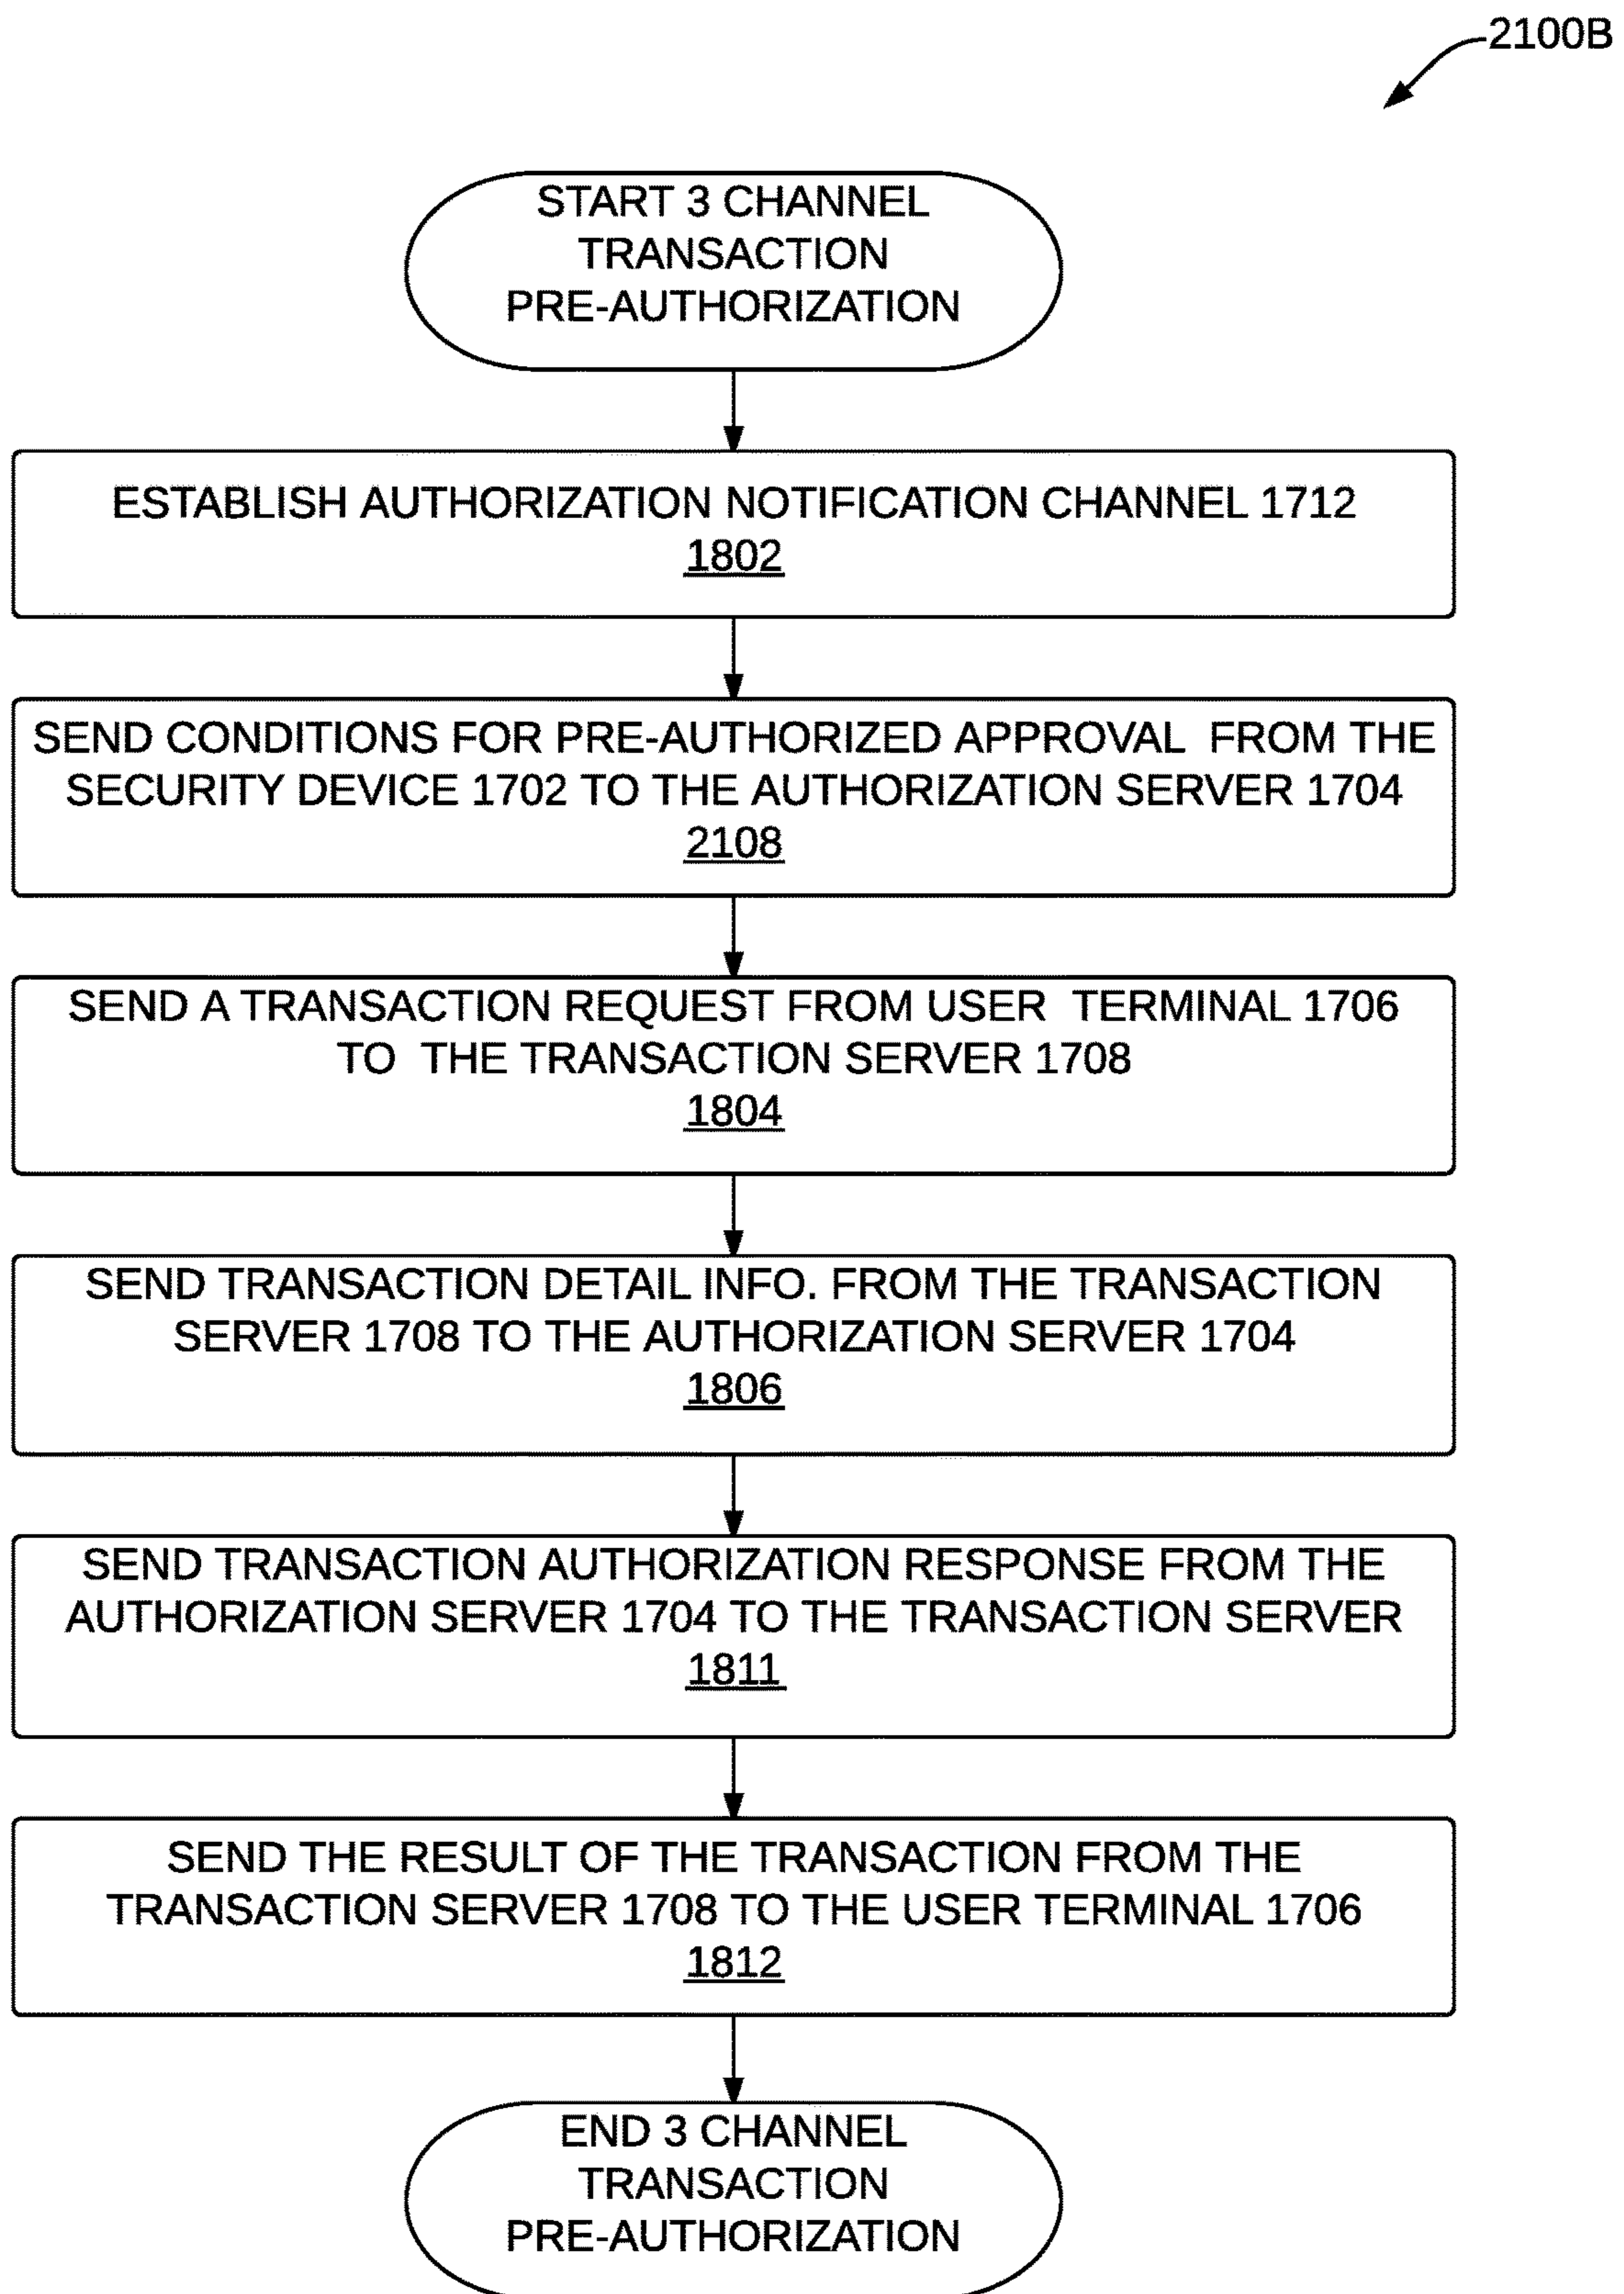 2100B
START 3 CHANNEL
TRANSACTION
PRE-AUTHORIZATION
ESTABLISH AUTHORIZATION NOTIFICATION CHANNEL 1712
1802
SEND CONDITIONS FOR PRE-AUTHORIZED APPROVAL FROM THE
SECURITY DEVICE 1702 TO THE AUTHORIZATION SERVER 1704
2108
SEND A TRANSACTION REQUEST FROM USER TERMINAL 1706
TO THE TRANSACTION SERVER 1708
1804
SEND TRANSACTION DETAIL INFO. FROM THE TRANSACTION
SERVER 1708 TO THE AUTHORIZATION SERVER 1704
1806
SEND TRANSACTION AUTHORIZATION RESPONSE FROM THE
AUTHORIZATION SERVER 1704 TO THE TRANSACTION SERVER
1811
SEND THE RESULT OF THE TRANSACTION FROM THE
TRANSACTION SERVER 1708 TO THE USER TERMINAL 1706
1812
END 3 CHANNEL
TRANSACTION
PRE-AUTHORIZATION